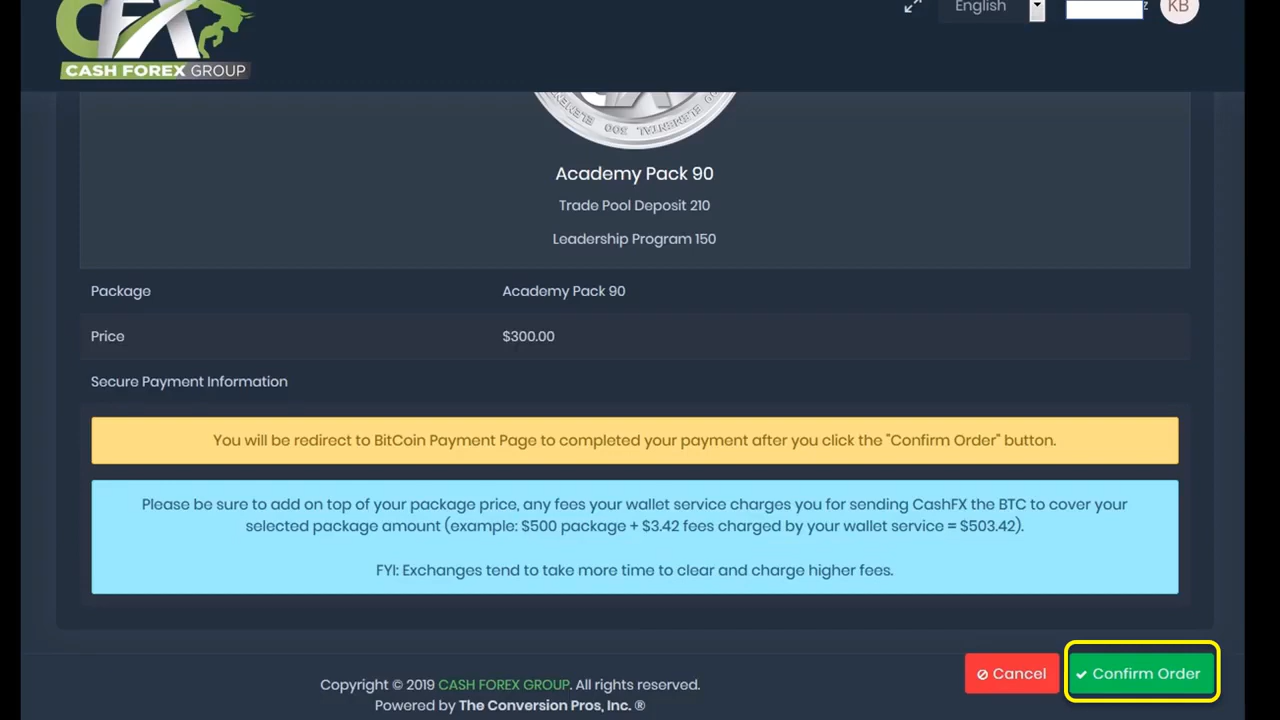 English
z
KB
CFX
CASH FOREX GROUP
ELEMENTAL 300 ELEMENTAL 300
Academy Pack 90
Trade Pool Deposit 210
Leadership Program 150
Package Academy Pack 90
Price $300.00
Secure Payment Information
You will be redirect to BitCoin Payment Page to completed your payment after you click the "Confirm Order" button.
Please be sure to add on top of your package price, any fees your wallet service charges you for sending CashFX the BTC to cover your
selected package amount (example: $500 package + $3.42 fees charged by your wallet service = $503.42).
FYI: Exchanges tend to take more time to clear and charge higher fees.
Cancel
Confirm Order
Copyright © 2019 CASH FOREX GROUP. All rights reserved.
Powered by The Conversion Pros, Inc. ®